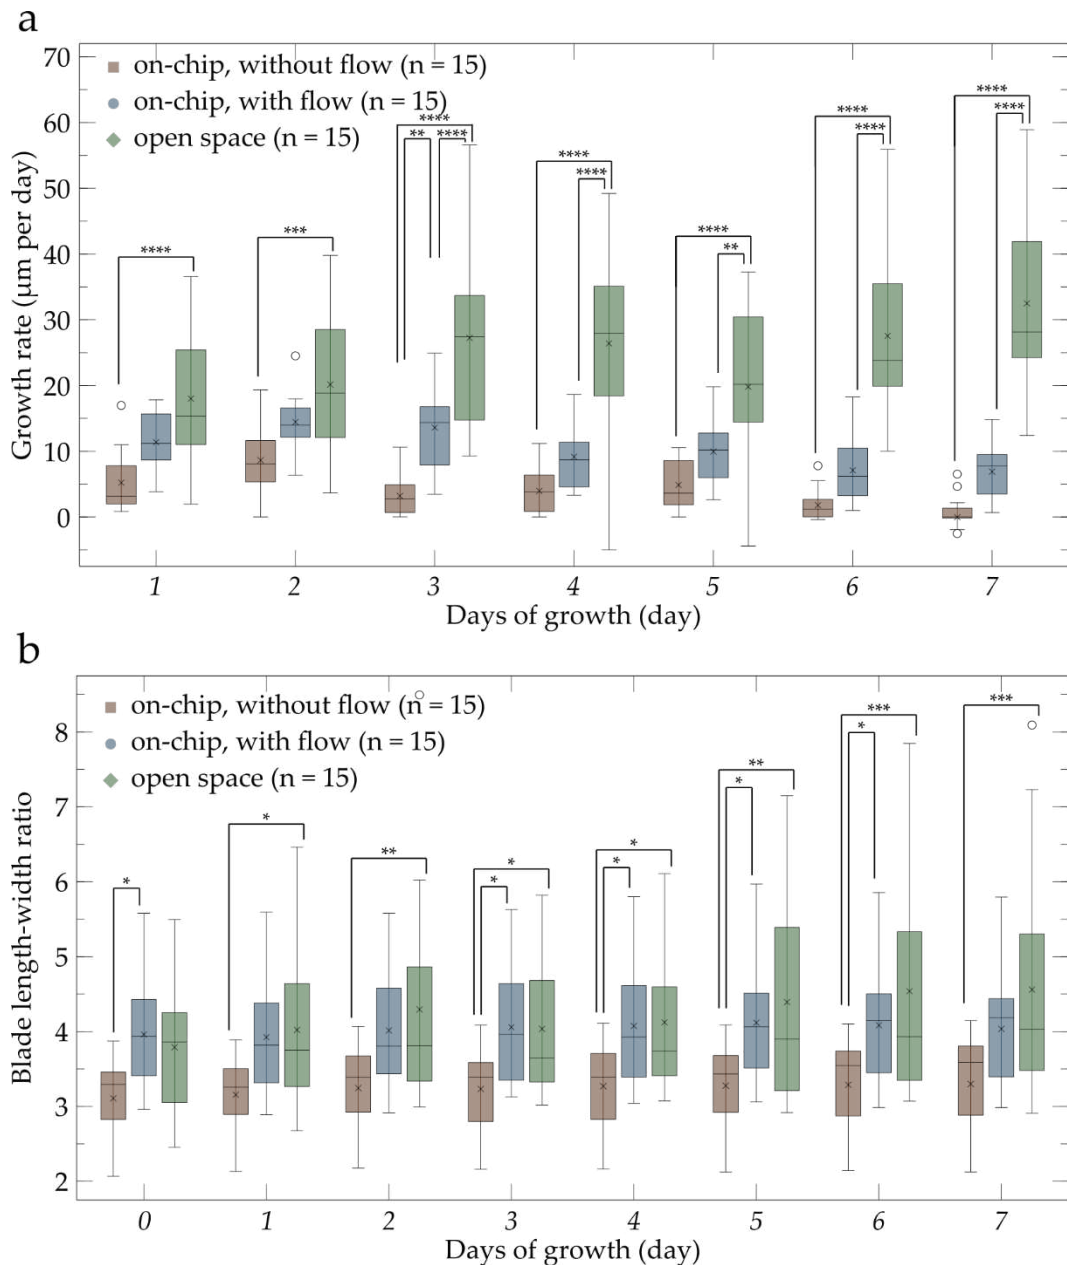 a
on-chip, without flow (n = 15)
on-chip, with flow (n = 15)
open space (n = 15)
Growth rate (µm per day)
70
60
50
40
30
20
10
0
**** *** **** ** **** **** **** **** ** **** **** **** ****
1 2 3 4 5 6 7
Days of growth (day)
b
on-chip, without flow (n = 15)
on-chip, with flow (n = 15)
open space (n = 15)
Blade length-width ratio
8
7
6
5
4
3
2
* * ** * * * * ** * *** * ***
0 1 2 3 4 5 6 7
Days of growth (day)